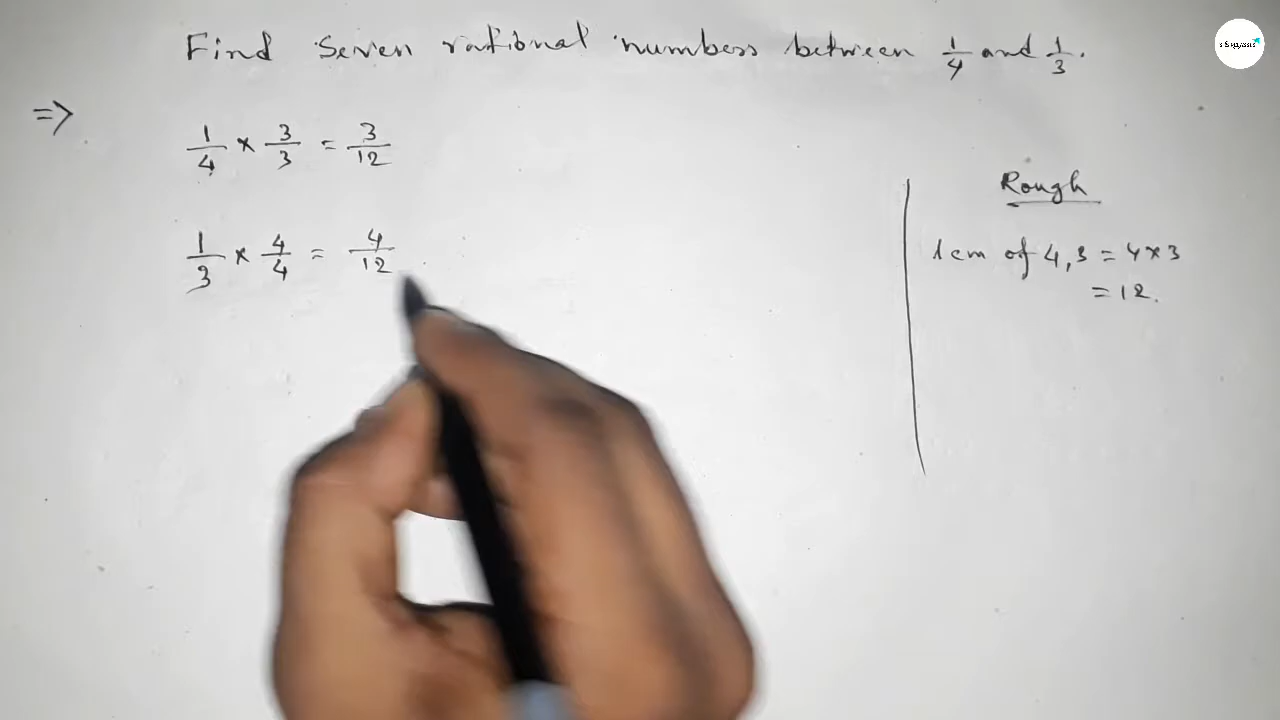 Find Seven rational numbers between 1/4 and 1/3.
=>
1/4 × 3/3 = 3/12
1/3 × 4/4 = 4/12
Rough
lcm of 4,3 = 4×3
= 12.